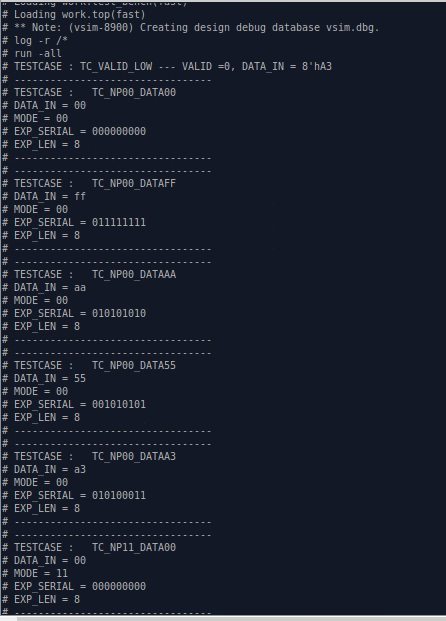 # Loading work.test_bench(fast)
# Loading work.top(fast)
# ** Note: (vsim-8900) Creating design debug database vsim.dbg.
# log -r /*
# run -all
# TESTCASE : TC_VALID_LOW --- VALID =0, DATA_IN = 8'hA3
# ---------------------------------
# TESTCASE :   TC_NP00_DATA00
# DATA_IN = 00
# MODE = 00
# EXP_SERIAL = 000000000
# EXP_LEN = 8
# ---------------------------------
# ---------------------------------
# TESTCASE :   TC_NP00_DATAFF
# DATA_IN = ff
# MODE = 00
# EXP_SERIAL = 011111111
# EXP_LEN = 8
# ---------------------------------
# ---------------------------------
# TESTCASE :   TC_NP00_DATAAA
# DATA_IN = aa
# MODE = 00
# EXP_SERIAL = 010101010
# EXP_LEN = 8
# ---------------------------------
# ---------------------------------
# TESTCASE :   TC_NP00_DATA55
# DATA_IN = 55
# MODE = 00
# EXP_SERIAL = 001010101
# EXP_LEN = 8
# ---------------------------------
# ---------------------------------
# TESTCASE :   TC_NP00_DATAA3
# DATA_IN = a3
# MODE = 00
# EXP_SERIAL = 010100011
# EXP_LEN = 8
# ---------------------------------
# ---------------------------------
# TESTCASE :   TC_NP11_DATA00
# DATA_IN = 00
# MODE = 11
# EXP_SERIAL = 000000000
# EXP_LEN = 8
# ---------------------------------